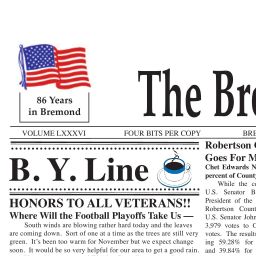 86 Years
in Bremond
The Bre
VOLUME LXXXVI FOUR BITS PER COPY BRE
B. Y. Line
HONORS TO ALL VETERANS!!
Where Will the Football Playoffs Take Us —
South winds are blowing rather hard today and the leaves
are coming down. Sort of one at a time as the trees are still very
green. It's been too warm for November but we expect change
soon. It would be so very helpful for our area to get a good rain.
Robertson C
Goes For M
Chet Edwards N
percent of County
While the c
U.S. Senator B
President of the
Robertson Count
U.S. Senator John
3,979 votes to C
votes. The result
ing 59.28% for
and 39.84% for